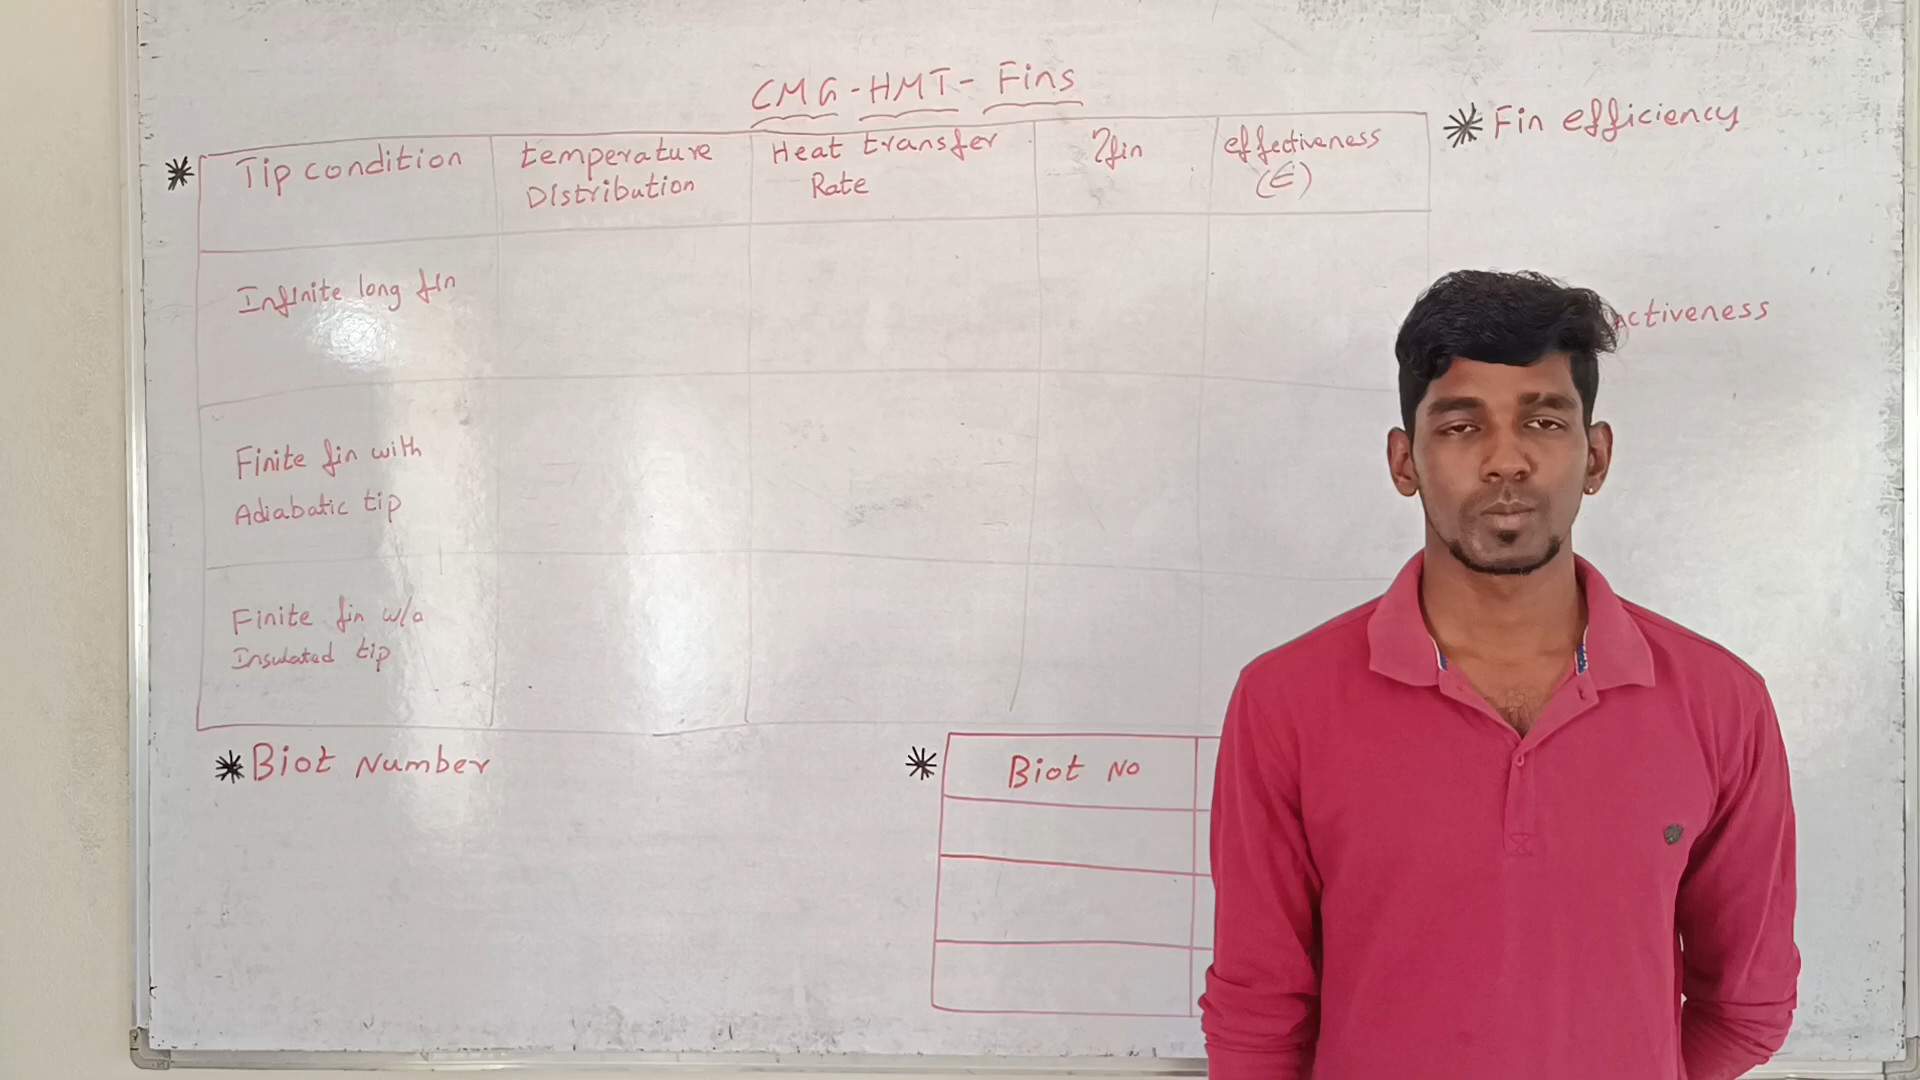 CMG-HMT-Fins
* Tip condition
temperature
Distribution
Heat transfer
Rate
ηfin
effectiveness
(∈)
Infinite long fin
Finite fin with
Adiabatic tip
Finite fin w/o
Insulated tip
* Fin efficiency
* Biot Number
* Biot No